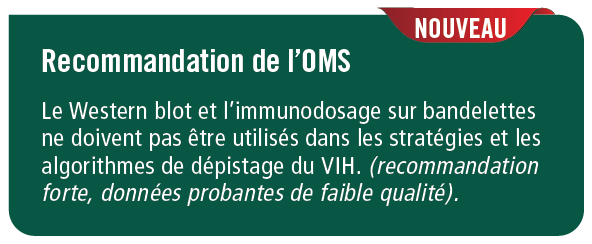 NOUVEAU
Recommandation de l’OMS
Le Western blot et l’immunodosage sur bandelettes
ne doivent pas être utilisés dans les stratégies et les
algorithmes de dépistage du VIH. (recommandation
forte, données probantes de faible qualité).